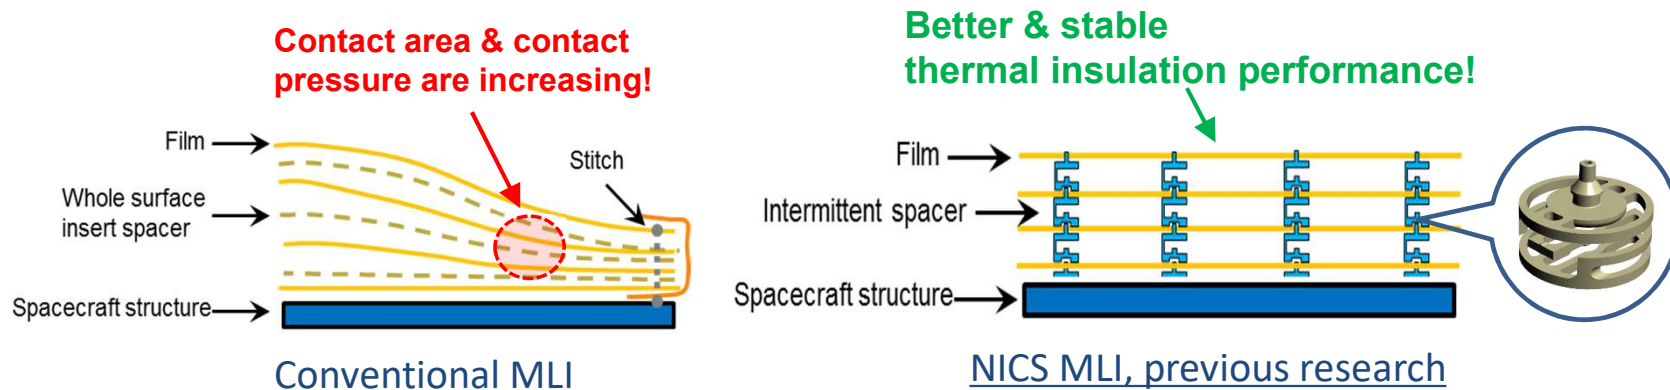 Contact area & contact
pressure are increasing!
Film
Stitch
Whole surface
insert spacer
Spacecraft structure
Conventional MLI
Better & stable
thermal insulation performance!
Film
Intermittent spacer
Spacecraft structure
NICS MLI, previous research